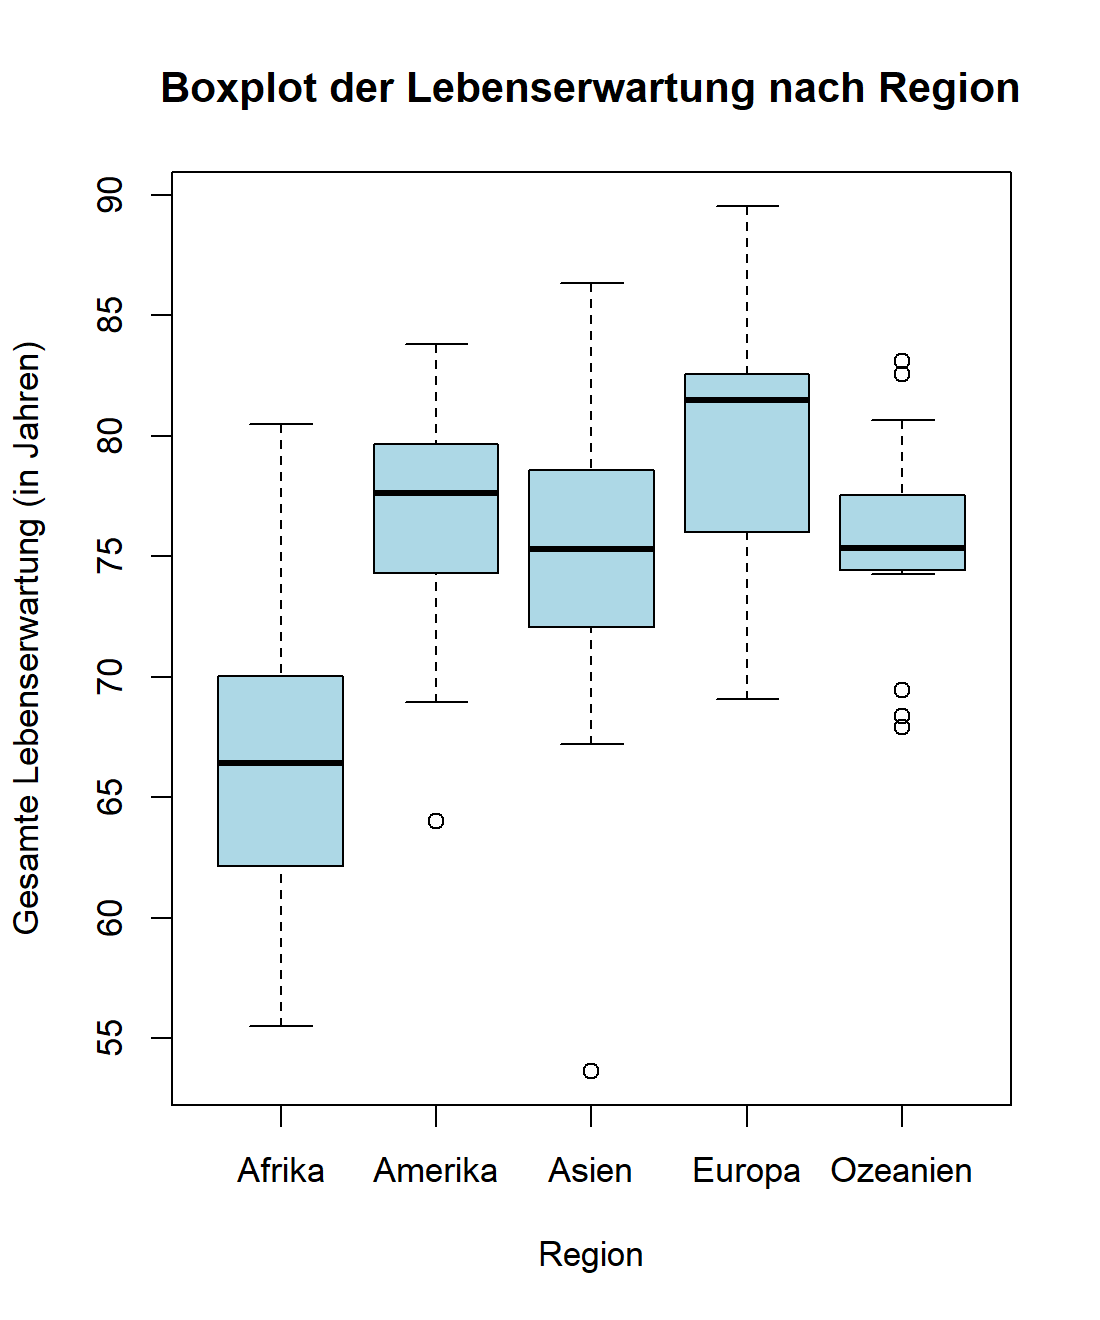 Boxplot der Lebenserwartung nach Region
Gesamte Lebenserwartung (in Jahren)
90
85
80
75
70
65
60
55
Afrika Amerika Asien Europa Ozeanien
Region